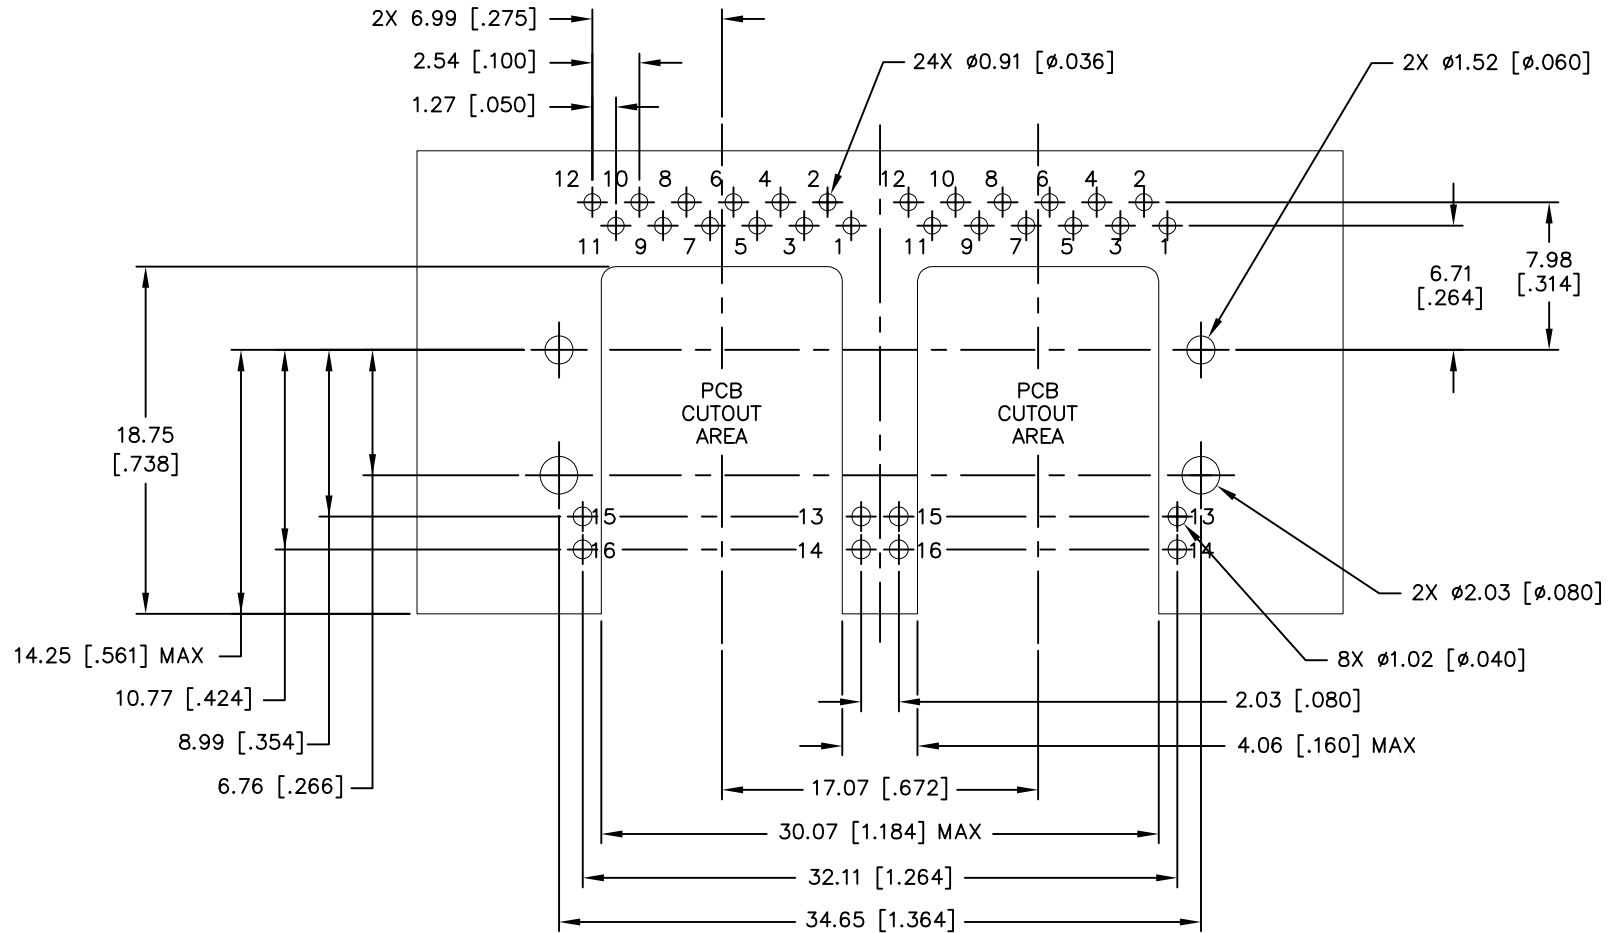 2X 6.99 [.275]
2.54 [.100]
24X ø0.91 [ø.036]
2X ø1.52 [ø.060]
1.27 [.050]
12 10 8 6 4 2 12 10 8 6 4 2
11 9 7 5 3 1 11 9 7 5 3 1
7.98
[.314]
6.71
[.264]
PCB
CUTOUT
AREA
PCB
CUTOUT
AREA
18.75
[.738]
15 13 15 13
16 14 16 14
2X ø2.03 [ø.080]
14.25 [.561] MAX
8X ø1.02 [ø.040]
10.77 [.424]
2.03 [.080]
8.99 [.354]
4.06 [.160] MAX
6.76 [.266]
17.07 [.672]
30.07 [1.184] MAX
32.11 [1.264]
34.65 [1.364]